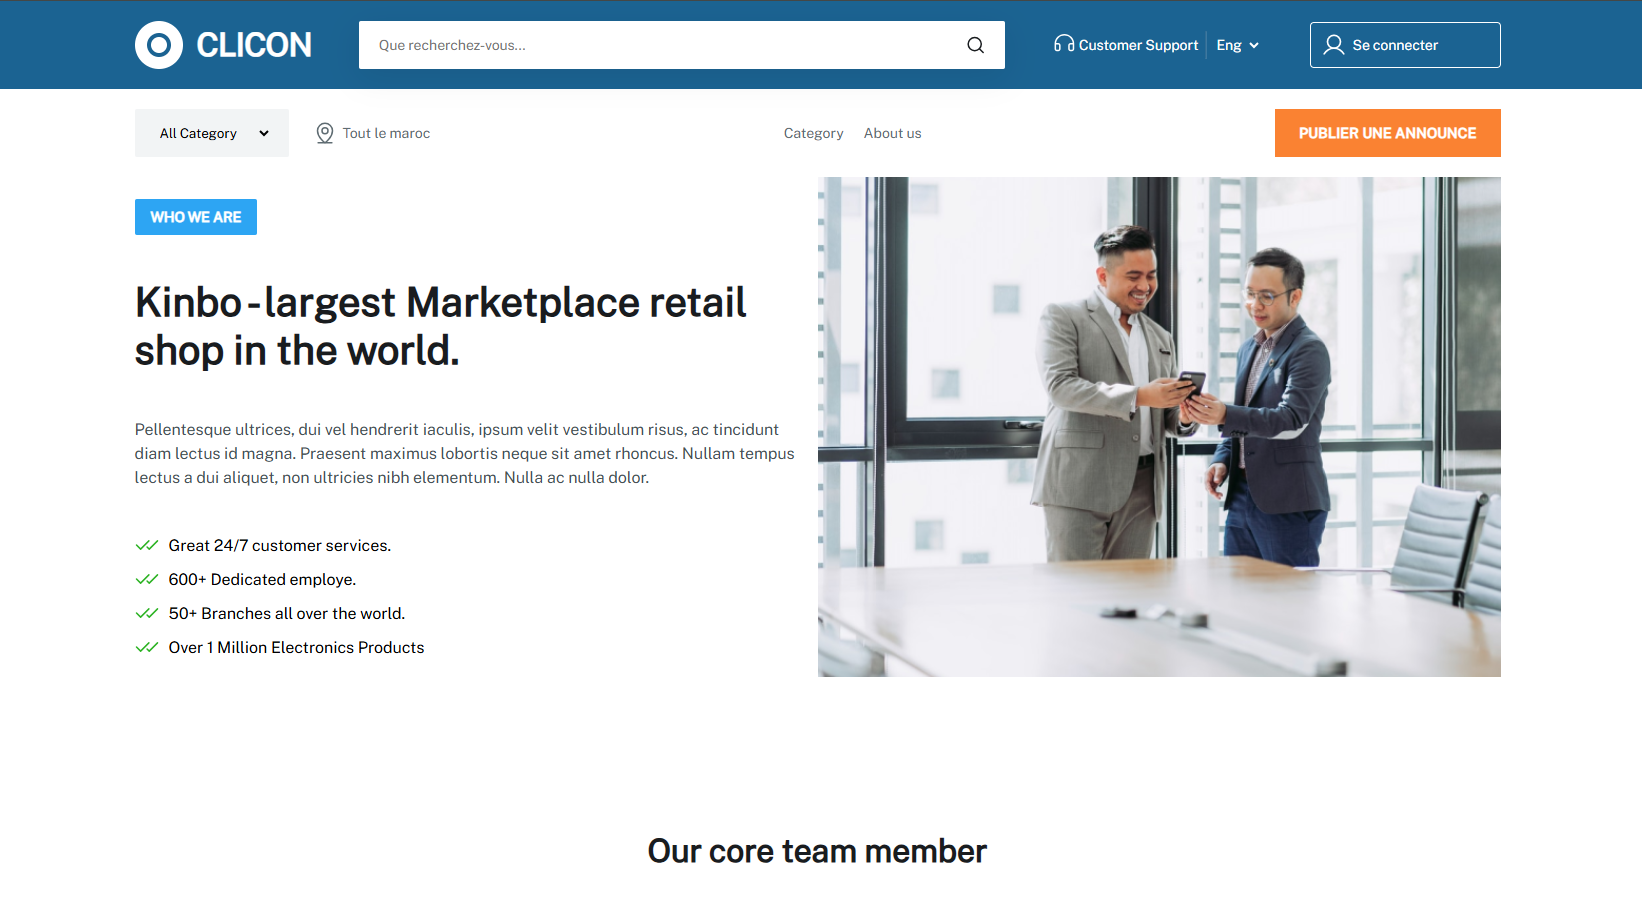 CLICON
Que recherchez-vous...
Customer Support
Eng
Se connecter
All Category
Tout le maroc
Category
About us
PUBLIER UNE ANNOUNCE
WHO WE ARE
Kinbo - largest Marketplace retail
shop in the world.
Pellentesque ultrices, dui vel hendrerit iaculis, ipsum velit vestibulum risus, ac tincidunt
diam lectus id magna. Praesent maximus lobortis neque sit amet rhoncus. Nullam tempus
lectus a dui aliquet, non ultricies nibh elementum. Nulla ac nulla dolor.
Great 24/7 customer services.
600+ Dedicated employe.
50+ Branches all over the world.
Over 1 Million Electronics Products
Our core team member